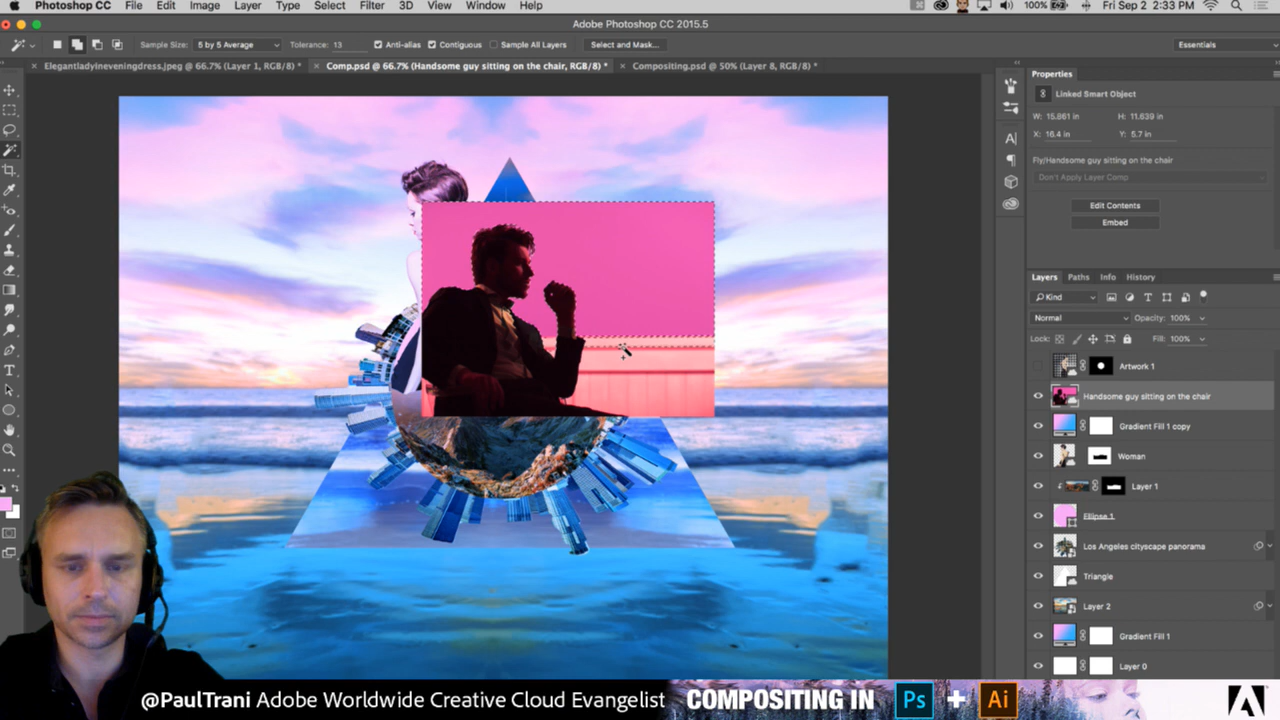 Photoshop CC File Edit Image Layer Type Select Filter 3D View Window Help 100% Fri Sep 2 2:33 PM
Adobe Photoshop CC 2015.5
Sample Size: 5 by 5 Average Tolerance: 13 Anti-alias Contiguous Sample All Layers Select and Mask... Essentials
Elegantladyineveningdress.jpeg @ 66.7% (Layer 1, RGB/8) * Comp.psd @ 66.7% (Handsome guy sitting on the chair, RGB/8) * Compositing.psd @ 50% (Layer 8, RGB/8) *
Properties
Linked Smart Object
W: 15.861 in H: 11.639 in
X: 16.4 in Y: 5.7 in
Fly/Handsome guy sitting on the chair
Don't Apply Layer Comp
Edit Contents
Embed
Layers Paths Info History
Kind
Normal Opacity: 100%
Lock: Fill: 100%
Artwork 1
Handsome guy sitting on the chair
Gradient Fill 1 copy
Woman
Layer 1
Ellipse 1
Los Angeles cityscape panorama
Triangle
Layer 2
Gradient Fill 1
Layer 0
@PaulTrani Adobe Worldwide Creative Cloud Evangelist COMPOSITING IN Ps + Ai